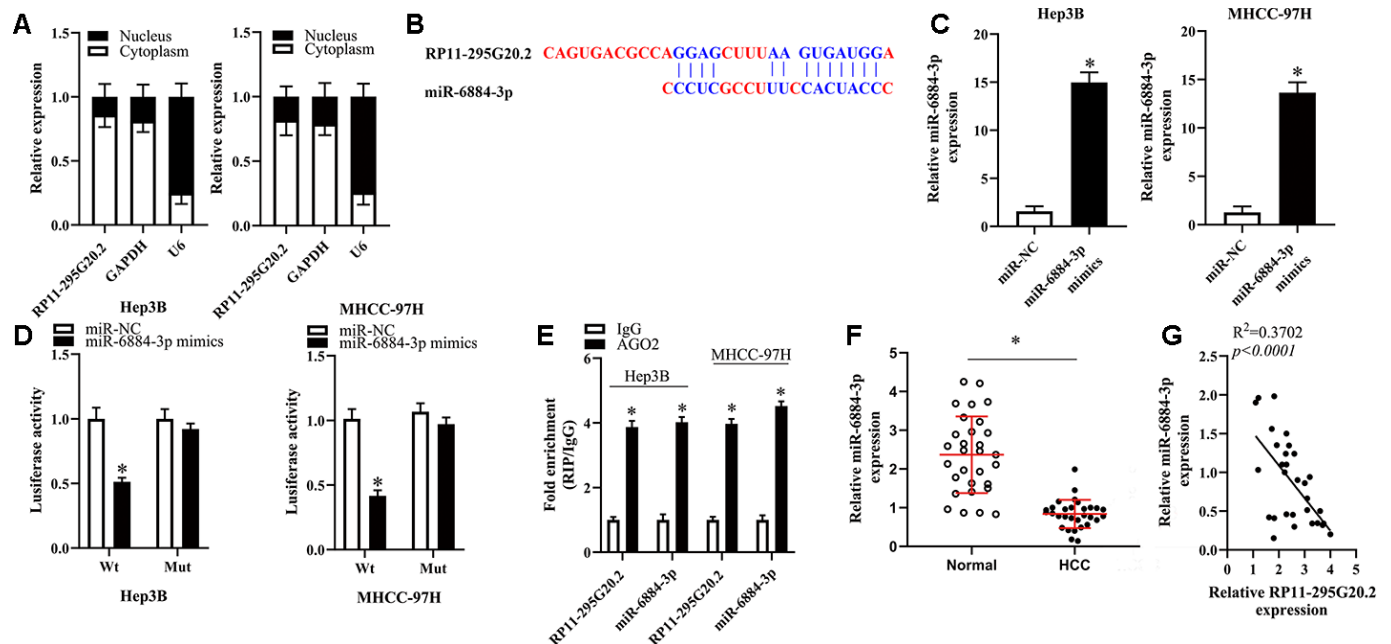 A
Nucleus
Cytoplasm
Relative expression
1.5
1.0
0.5
0.0
RP11-295G20.2
GAPDH
U6
Hep3B
Nucleus
Cytoplasm
Relative expression
1.5
1.0
0.5
0.0
RP11-295G20.2
GAPDH
U6
MHCC-97H
B
RP11-295G20.2 CAGUGACGCCAGGAGCUUUAA GUGAUGGA
miR-6884-3p CCCUCGCCUUUCCACUACCC
C
Hep3B
Relative miR-6884-3p
expression
20
15
10
5
0
*
miR-NC
miR-6884-3p
mimics
MHCC-97H
Relative miR-6884-3p
expression
20
15
10
5
0
*
miR-NC
miR-6884-3p
mimics
D
miR-NC
miR-6884-3p mimics
Lusiferase activity
1.5
1.0
0.5
0.0
*
Wt Mut
Hep3B
miR-NC
miR-6884-3p mimics
Lusiferase activity
1.5
1.0
0.5
0.0
*
Wt Mut
MHCC-97H
E
IgG
AGO2
Fold enrichment
(RIP/IgG)
6
4
2
0
Hep3B
MHCC-97H
* * * *
RP11-295G20.2
miR-6884-3p
RP11-295G20.2
miR-6884-3p
F
Relative miR-6884-3p
expression
5
4
3
2
1
0
*
Normal HCC
G
R²=0.3702
p<0.0001
Relative miR-6884-3p
expression
2.5
2.0
1.5
1.0
0.5
0.0
0 1 2 3 4 5
Relative RP11-295G20.2
expression